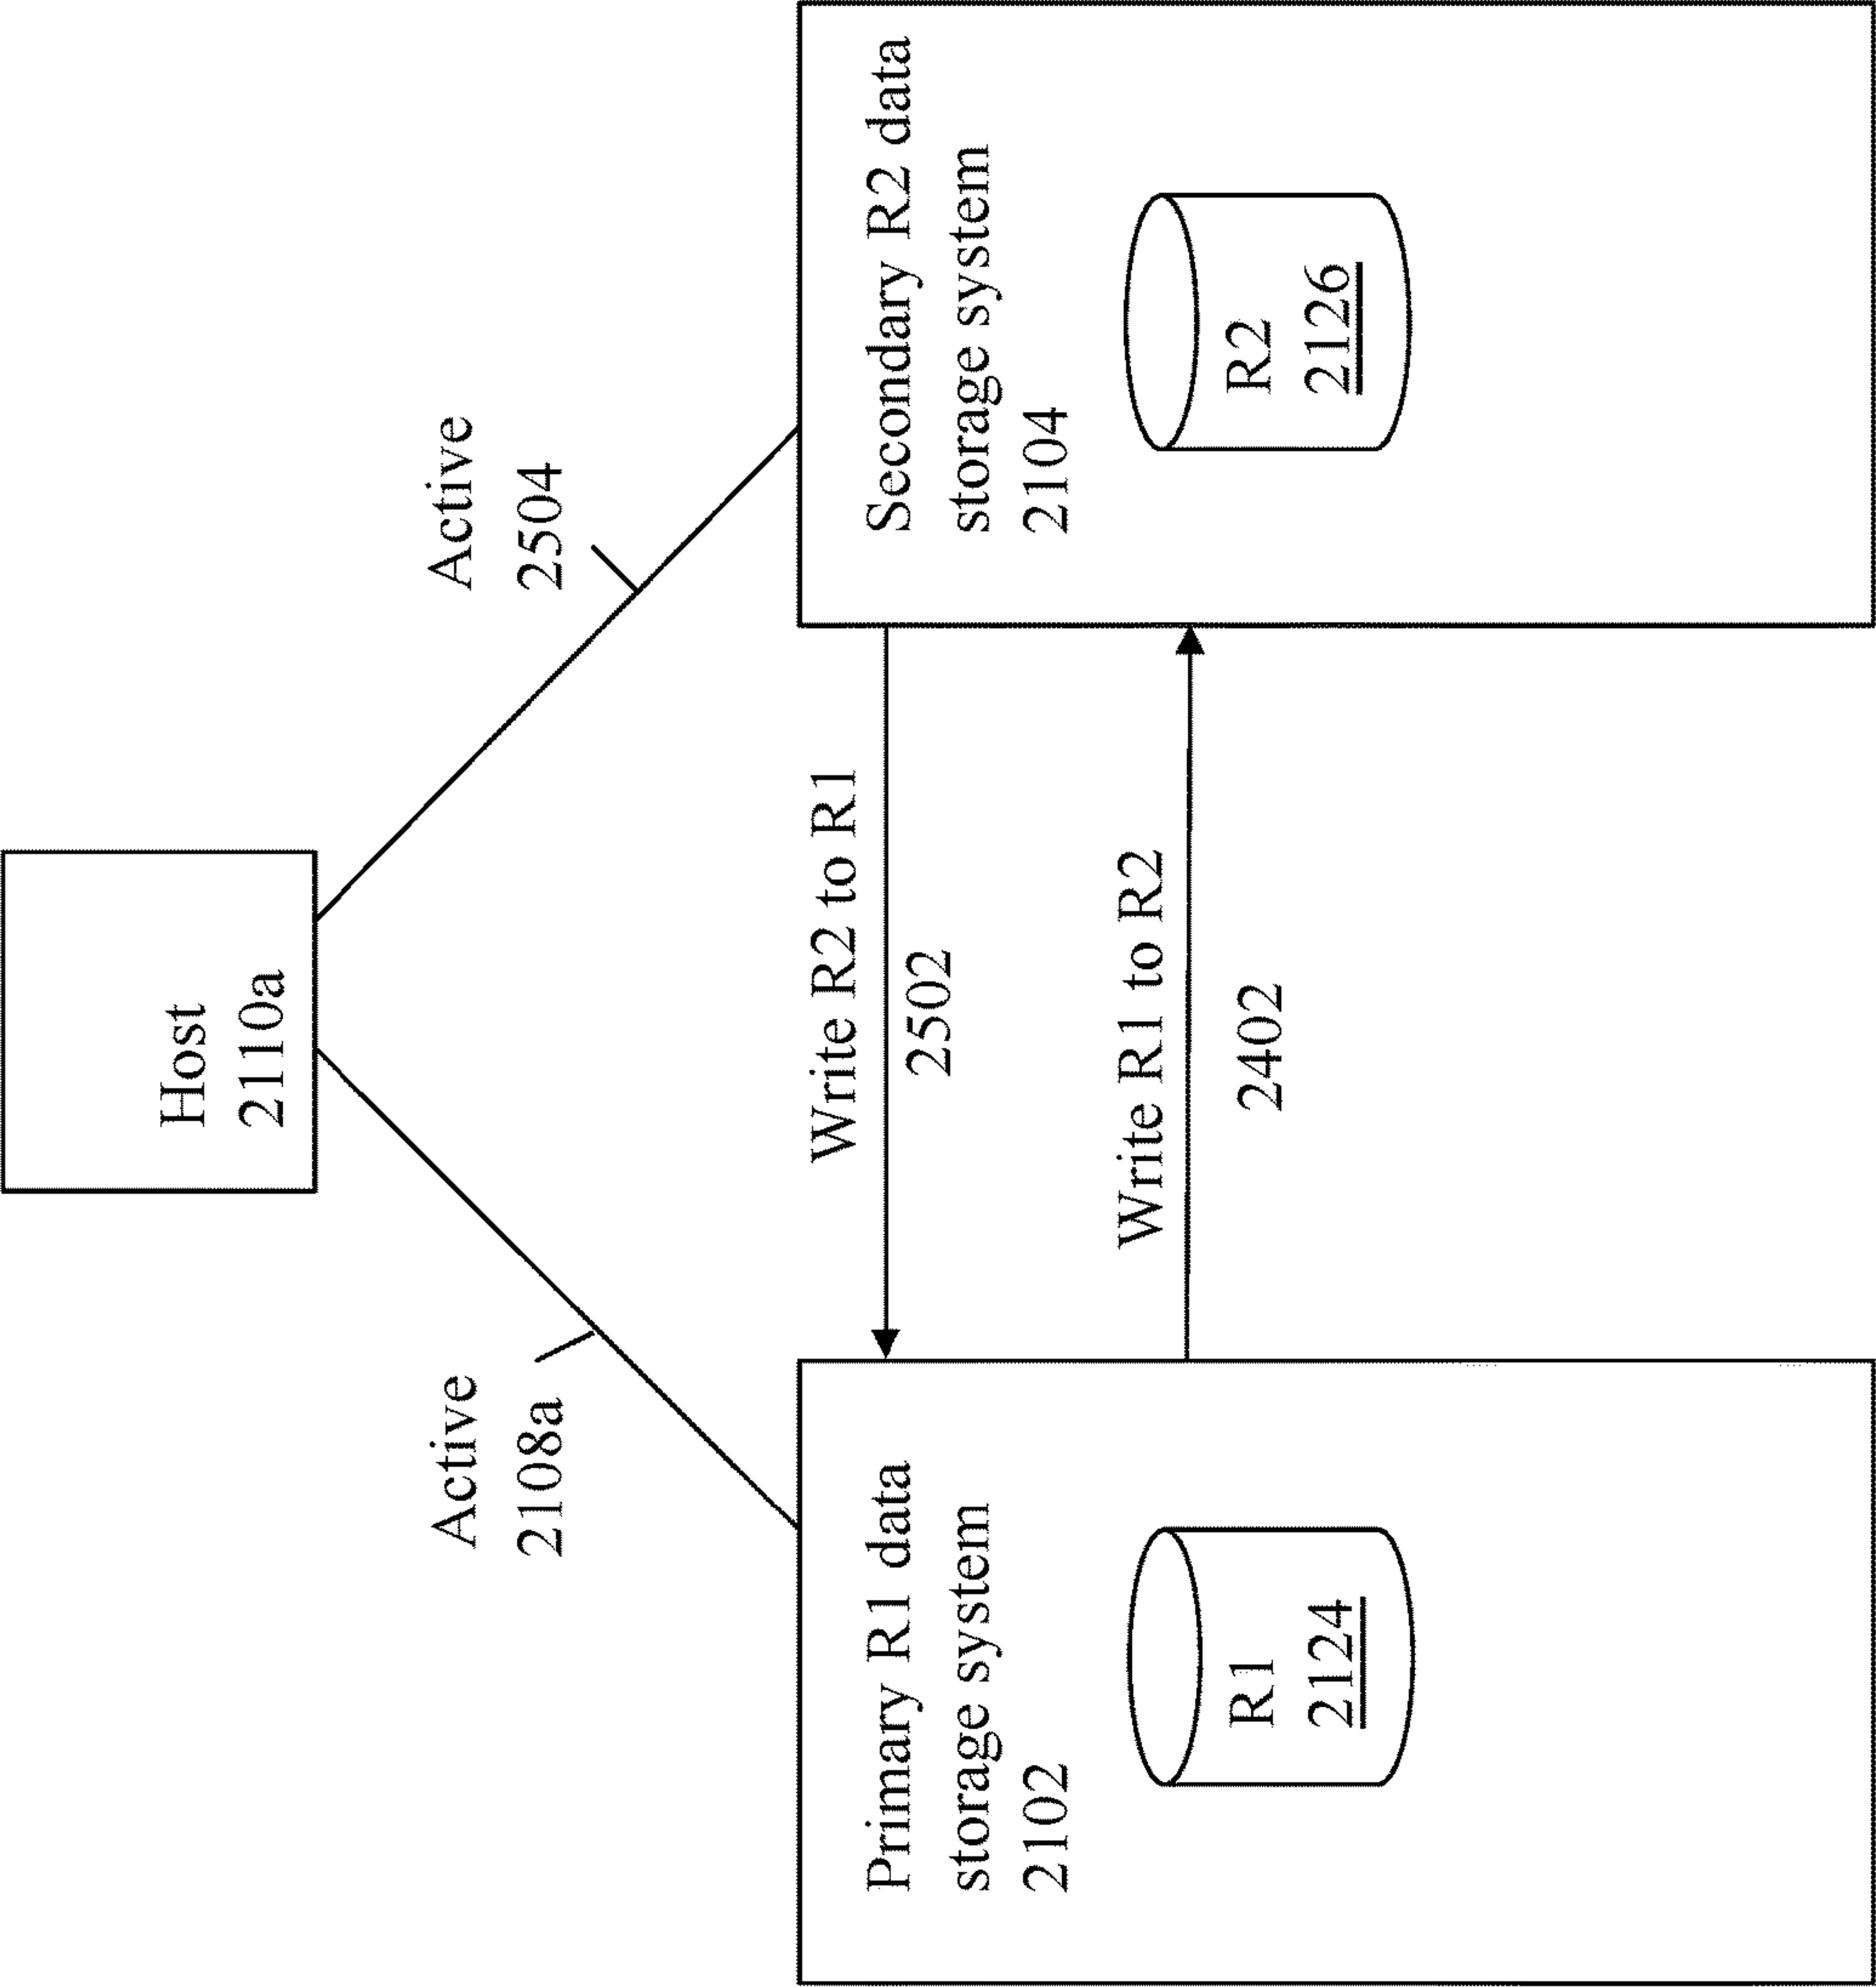 Host
2110a
Active
2108a
Active
2504
Primary R1 data
storage system
2102
R1
2124
Write R2 to R1
2502
Write R1 to R2
2402
Secondary R2 data
storage system
2104
R2
2126